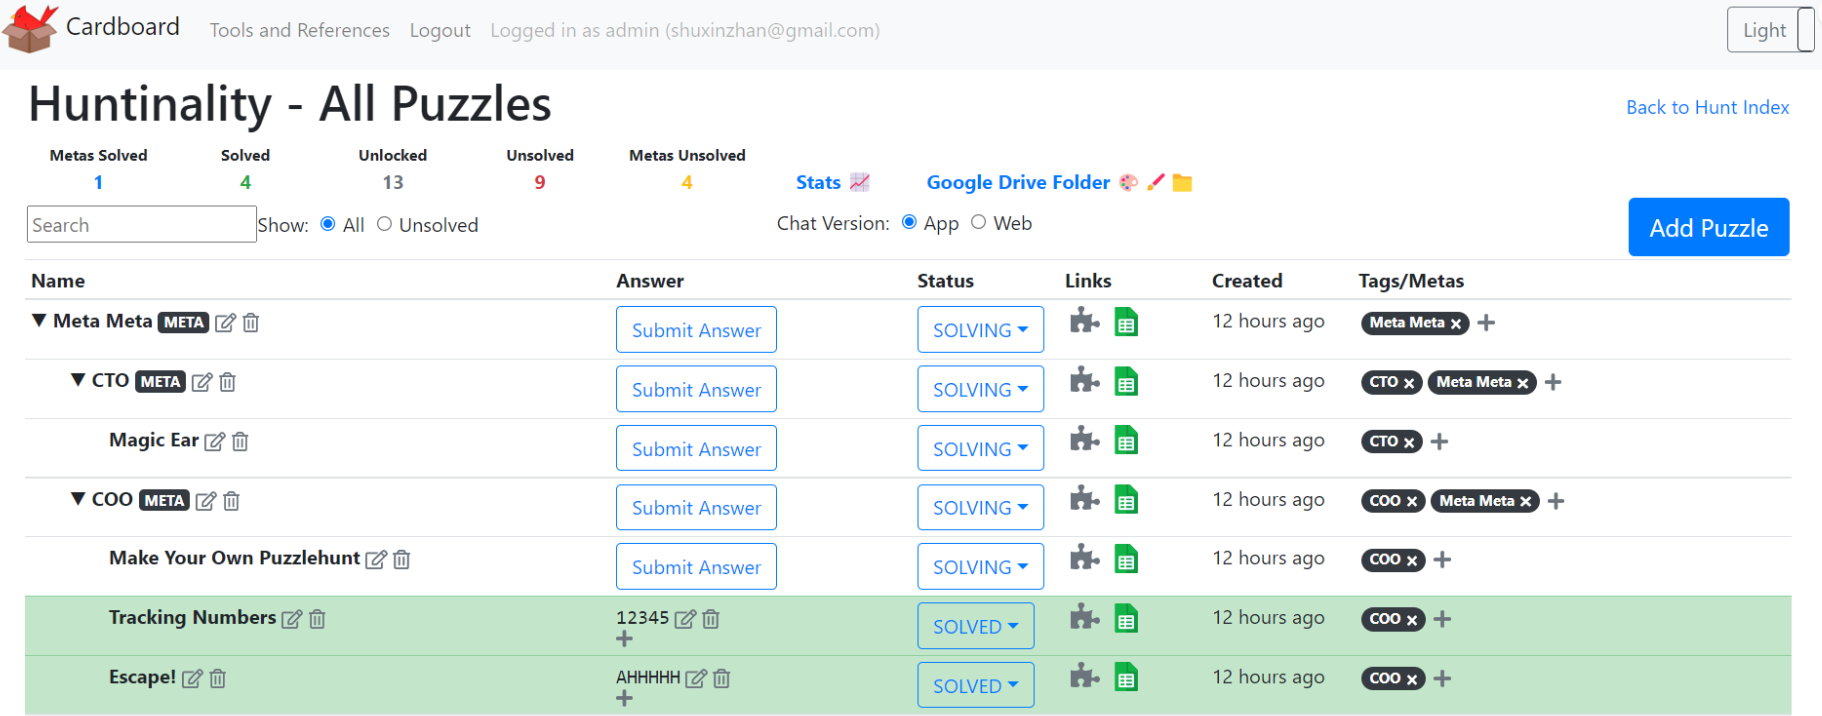 Cardboard Tools and References Logout Logged in as admin (shuxinzhan@gmail.com) Light
Huntinality - All Puzzles Back to Hunt Index
Metas Solved Solved Unlocked Unsolved Metas Unsolved
1 4 13 9 4 Stats Google Drive Folder
Search Show: All Unsolved Chat Version: App Web Add Puzzle
Name Answer Status Links Created Tags/Metas
Meta Meta META Submit Answer SOLVING 12 hours ago Meta Meta
CTO META Submit Answer SOLVING 12 hours ago CTO Meta Meta
Magic Ear Submit Answer SOLVING 12 hours ago CTO
COO META Submit Answer SOLVING 12 hours ago COO Meta Meta
Make Your Own Puzzlehunt Submit Answer SOLVING 12 hours ago COO
Tracking Numbers 12345 SOLVED 12 hours ago COO
Escape! AHHHHH SOLVED 12 hours ago COO